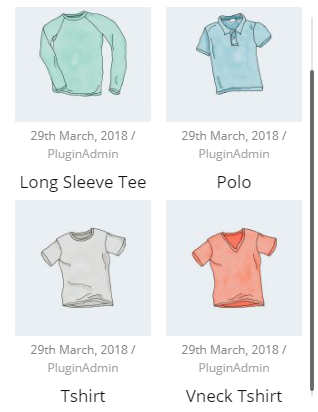 29th March, 2018 /
PluginAdmin
Long Sleeve Tee
29th March, 2018 /
PluginAdmin
Polo
29th March, 2018 /
PluginAdmin
Tshirt
29th March, 2018 /
PluginAdmin
Vneck Tshirt